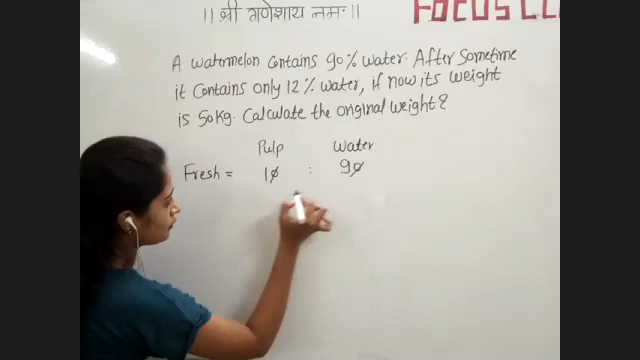 ।। श्री गणेशाय नमः ।।
FOCUS
A watermelon contains 90% water. After Sometime
it Contains only 12% water, if now its weight
is 50Kg. Calculate the original weight?
Pulp Water
Fresh = 10 : 90